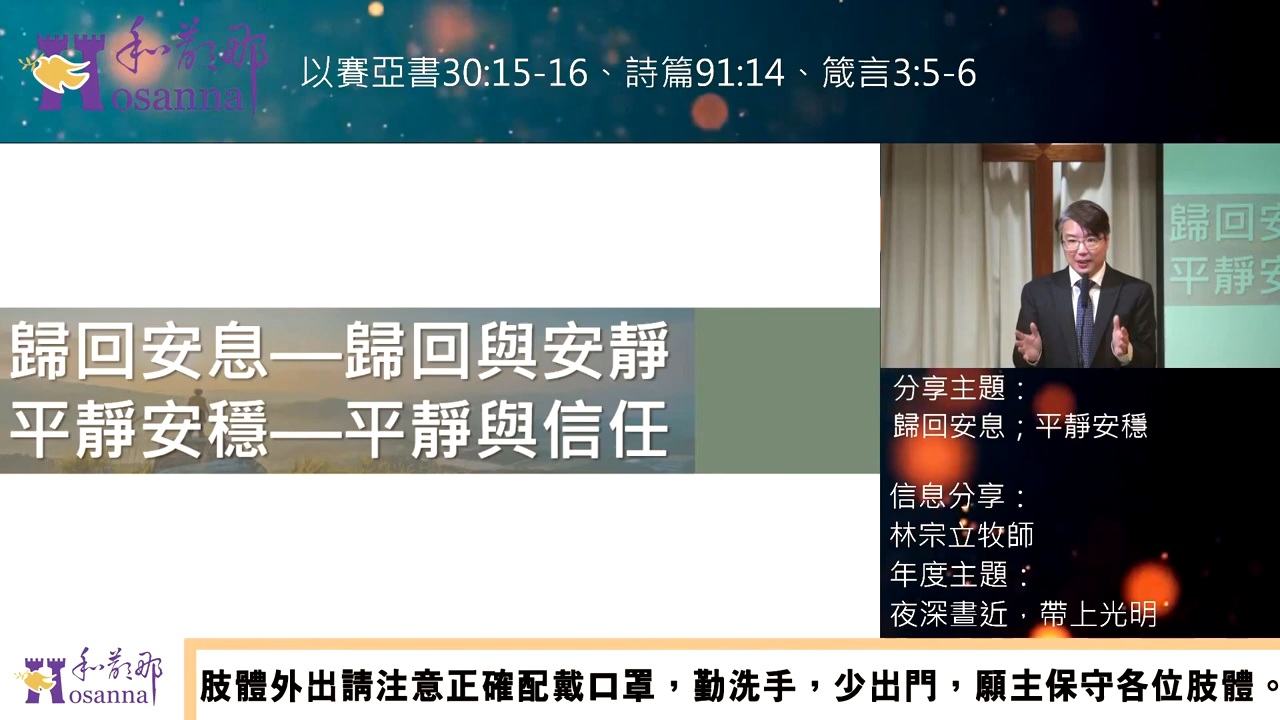 和散那
Hosanna
以賽亞書30:15-16、詩篇91:14、箴言3:5-6
歸回安息—歸回與安靜
平靜安穩—平靜與信任
歸回安
平靜安
分享主題：
歸回安息；平靜安穩
信息分享：
林宗立牧師
年度主題：
夜深晝近，帶上光明
和散那
Hosanna
肢體外出請注意正確配戴口罩，勤洗手，少出門，願主保守各位肢體。